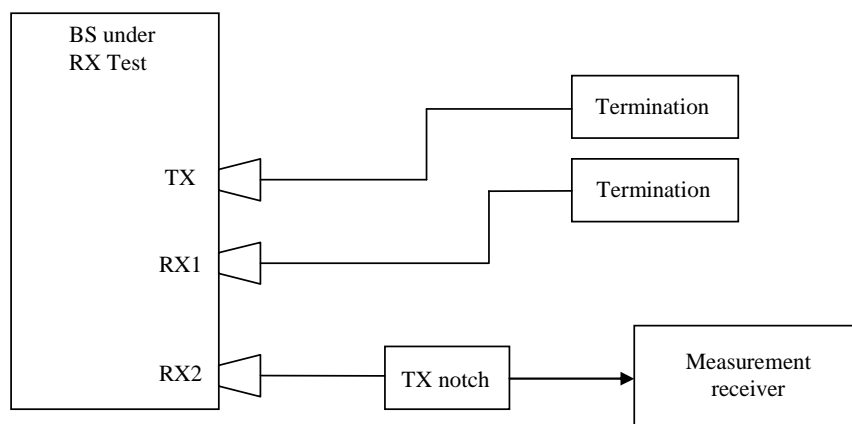 BS under
RX Test
Termination
TX
Termination
RX1
RX2
TX notch
Measurement
receiver